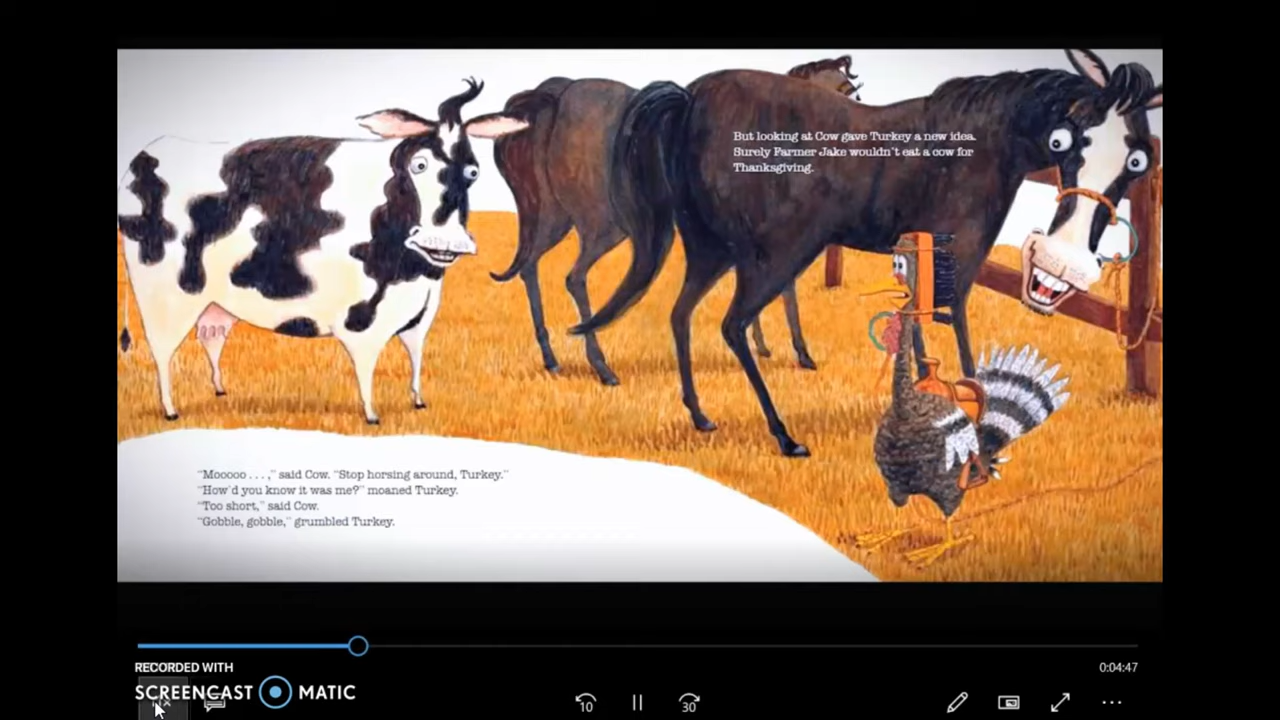 But looking at Cow gave Turkey a new idea.
Surely Farmer Jake wouldn't eat a cow for
Thanksgiving.
"Mooooo . . . ," said Cow. "Stop horsing around, Turkey."
"How'd you know it was me?" moaned Turkey.
"Too short," said Cow.
"Gobble, gobble," grumbled Turkey.
0:04:47
RECORDED WITH
SCREENCAST MATIC
10
30